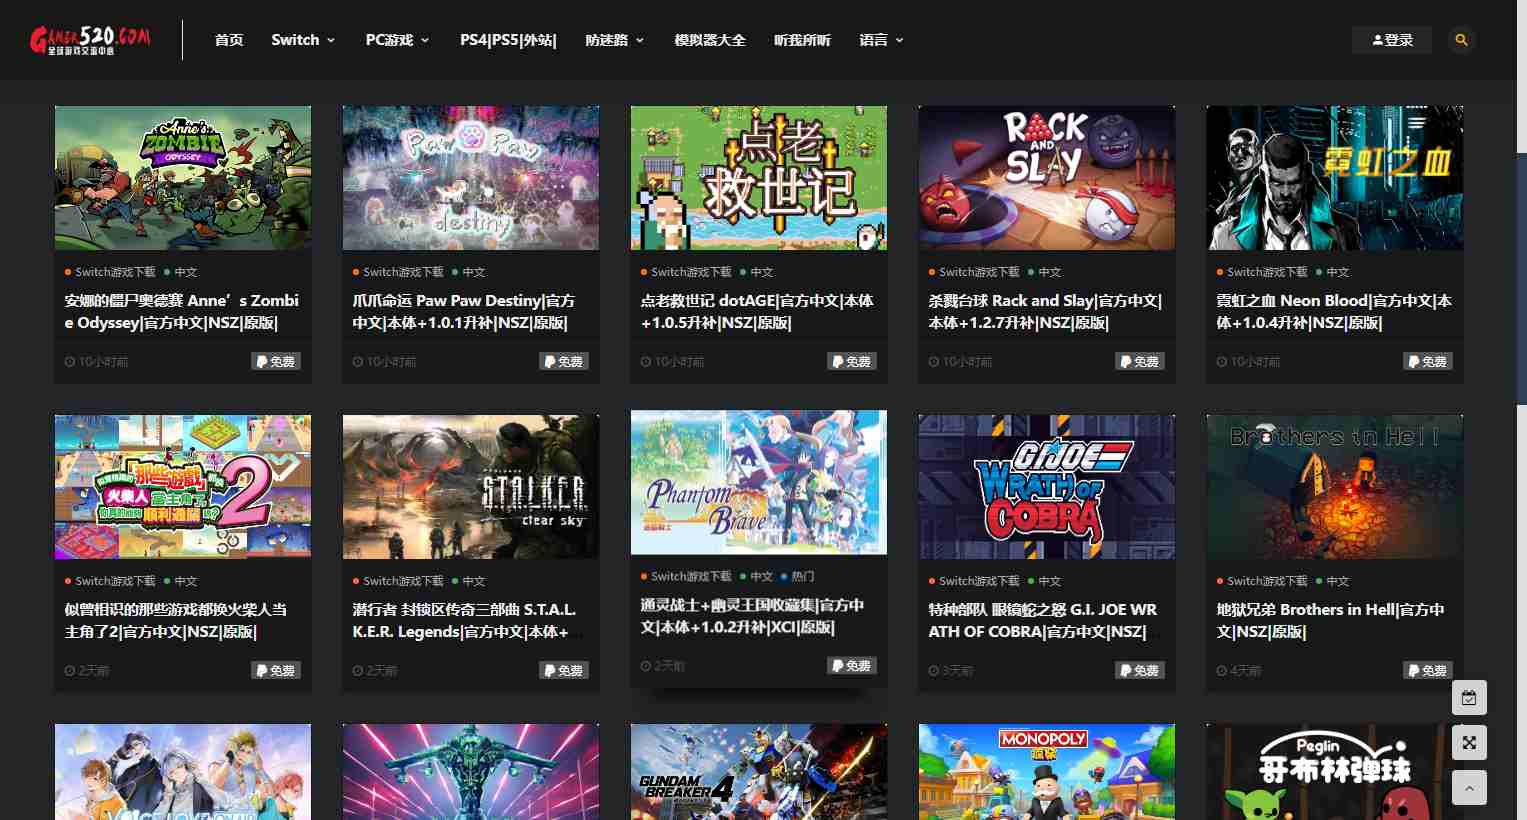 GAMER520.COM
全球游戏交流中心
首页
Switch
PC游戏
PS4|PS5|外站|
防迷路
模拟器大全
听我所听
语言
登录
Anne's
ZOMBIE
ODYSSEY
Switch游戏下载 中文
安娜的僵尸奥德赛 Anne’s Zombi
e Odyssey|官方中文|NSZ|原版|
10小时前 免费
Paw Paw
destiny
Switch游戏下载 中文
爪爪命运 Paw Paw Destiny|官方
中文|本体+1.0.1升补|NSZ|原版|
10小时前 免费
点老
救世记
Switch游戏下载 中文
点老救世记 dotAGE|官方中文|本体
+1.0.5升补|NSZ|原版|
10小时前 免费
RACK
AND
SLAY
Switch游戏下载 中文
杀戮台球 Rack and Slay|官方中文|
本体+1.2.7升补|NSZ|原版|
10小时前 免费
霓虹之血
Switch游戏下载 中文
霓虹之血 Neon Blood|官方中文|本
体+1.0.4升补|NSZ|原版|
10小时前 免费
「那些遊戲」
火柴人
當主角了
順利通關
2
Switch游戏下载 中文
似曾相识的那些游戏都换火柴人当
主角了2|官方中文|NSZ|原版|
2天前 免费
S.T.A.L.K.E.R
clear sky
Switch游戏下载 中文
潜行者 封锁区传奇三部曲 S.T.A.L.
K.E.R. Legends|官方中文|本体+
2天前 免费
Phantom
Brave
Switch游戏下载 中文 热门
通灵战士+幽灵王国收藏集|官方中
文|本体+1.0.2升补|XCI|原版|
2天前 免费
G.I.JOE
WRATH OF
COBRA
Switch游戏下载 中文
特种部队 眼镜蛇之怒 G.I. JOE WR
ATH OF COBRA|官方中文|NSZ|
3天前 免费
Brothers in Hell
Switch游戏下载 中文
地狱兄弟 Brothers in Hell|官方中
文|NSZ|原版|
4天前 免费
GUNDAM
BREAKER 4
MONOPOLY
Peglin
哥布林弹球